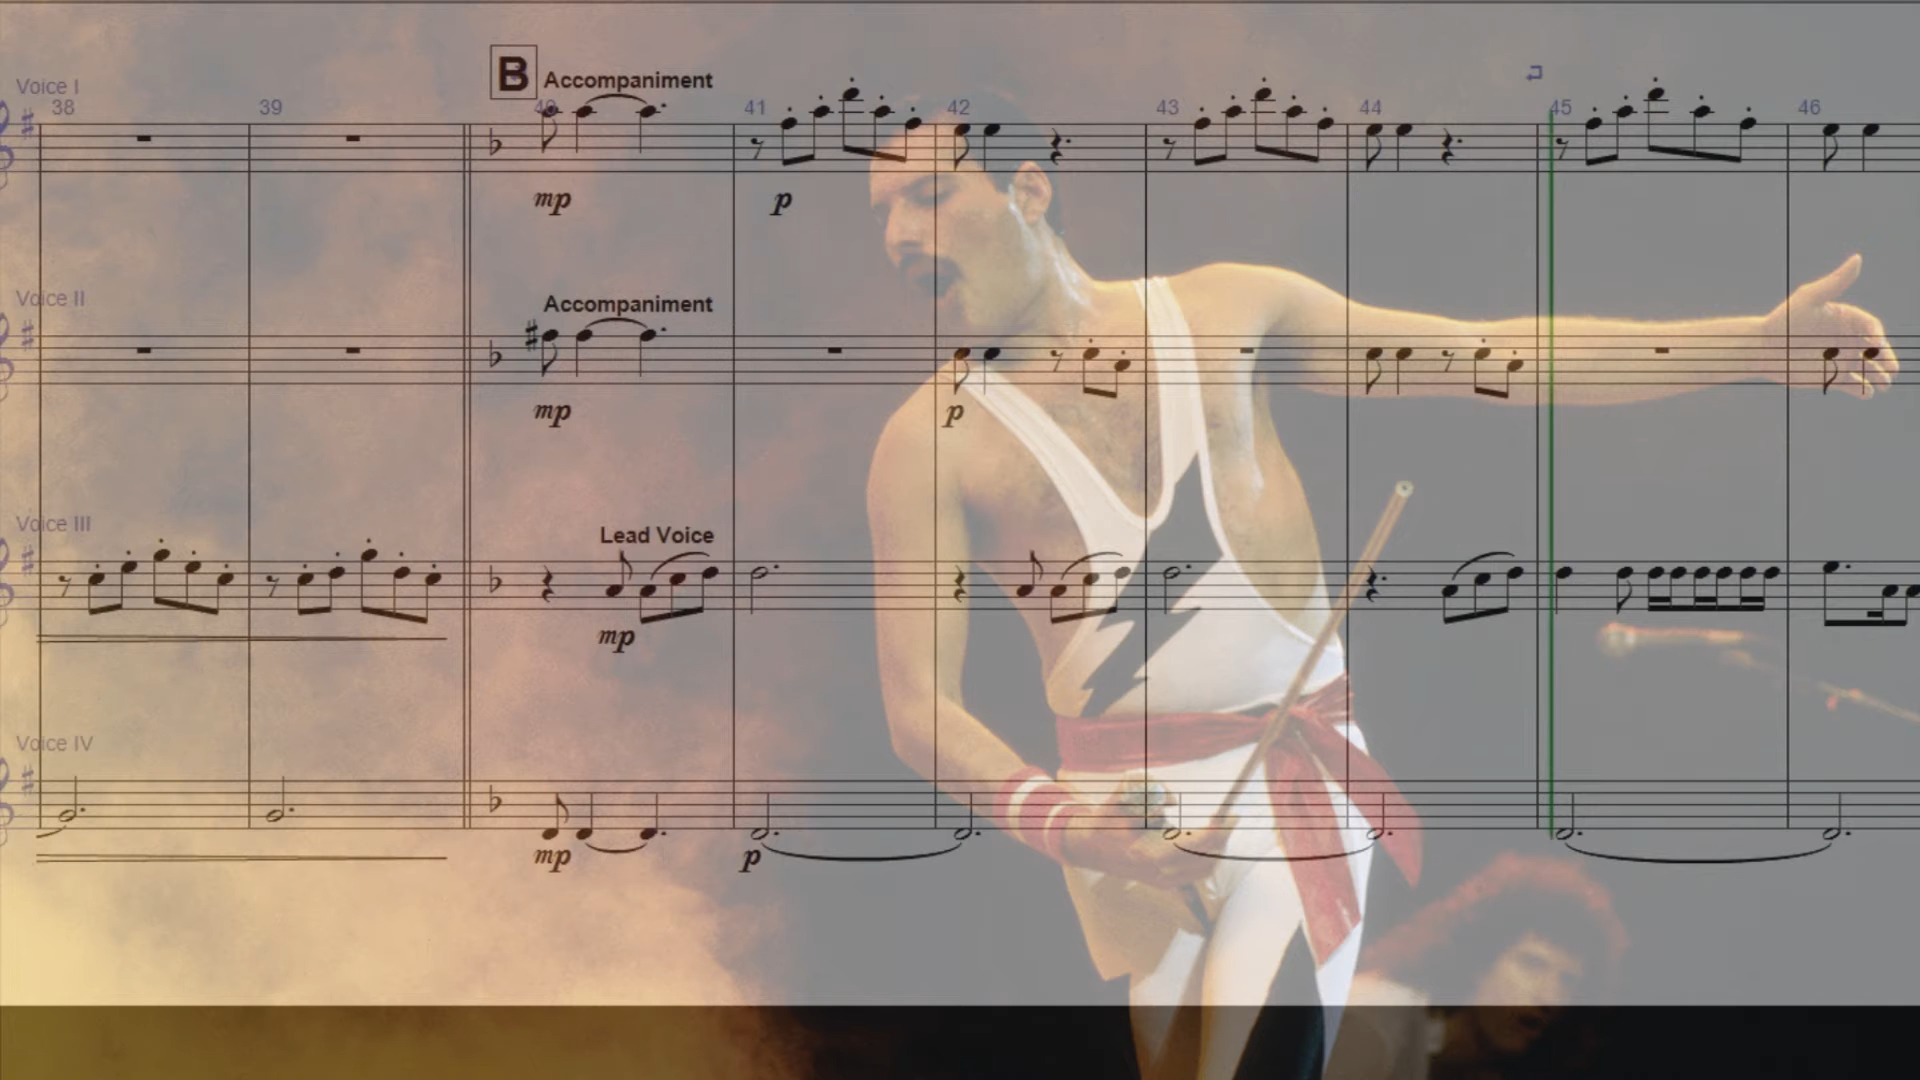 B Accompaniment
Voice I
38 39 40 41 42 43 44 45 46
mp p
Voice II
Accompaniment
mp p
Voice III
Lead Voice
mp
Voice IV
mp p